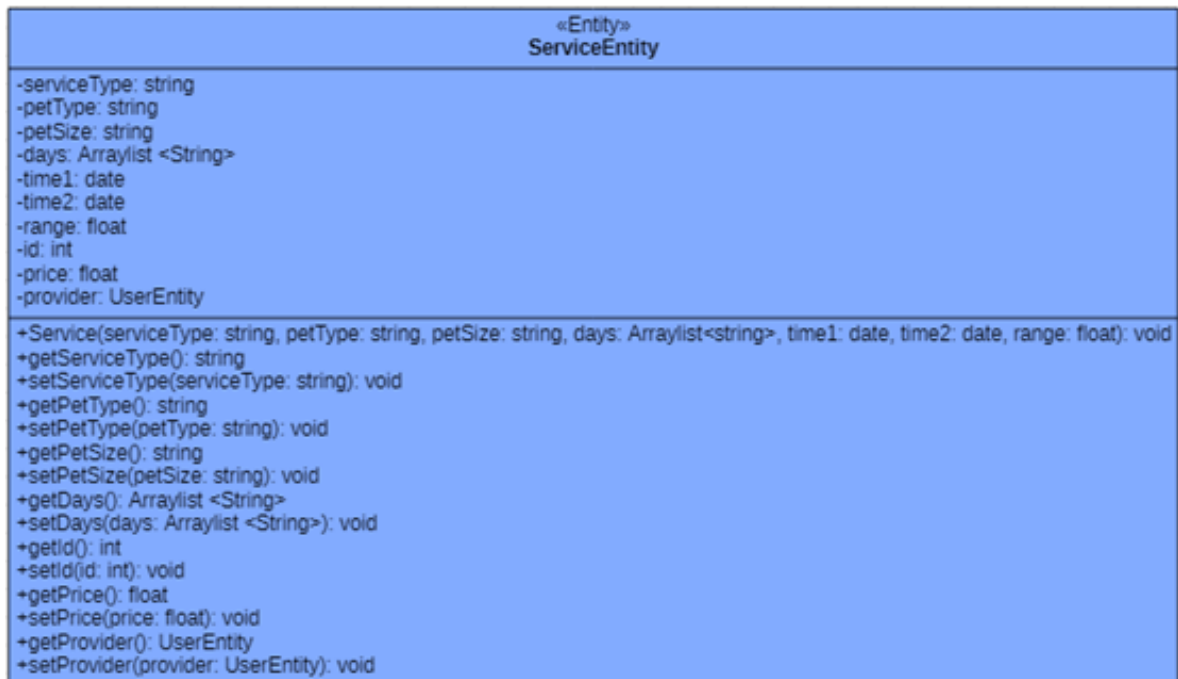 «Entity»
ServiceEntity
-serviceType: string
-petType: string
-petSize: string
-days: Arraylist <String>
-time1: date
-time2: date
-range: float
-id: int
-price: float
-provider: UserEntity
+Service(serviceType: string, petType: string, petSize: string, days: Arraylist<string>, time1: date, time2: date, range: float): void
+getServiceType(): string
+setServiceType(serviceType: string): void
+getPetType(): string
+setPetType(petType: string): void
+getPetSize(): string
+setPetSize(petSize: string): void
+getDays(): Arraylist <String>
+setDays(days: Arraylist <String>): void
+getId(): int
+setId(id: int): void
+getPrice(): float
+setPrice(price: float): void
+getProvider(): UserEntity
+setProvider(provider: UserEntity): void